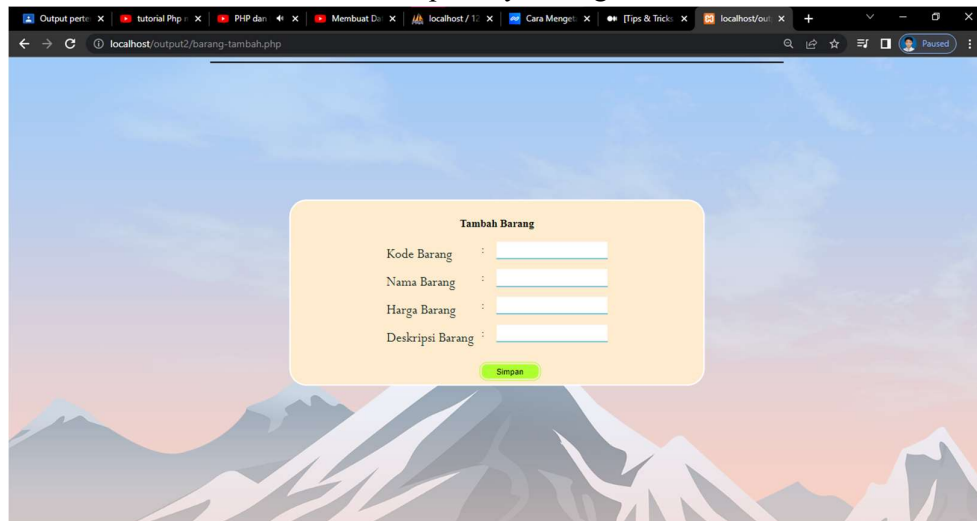 Output perte
tutorial Php n
PHP dan
Membuat Da
localhost / 12
Cara Menget
[Tips & Tricks
localhost/out
localhost/output2/barang-tambah.php
Paused
Tambah Barang
Kode Barang :
Nama Barang :
Harga Barang :
Deskripsi Barang :
Simpan